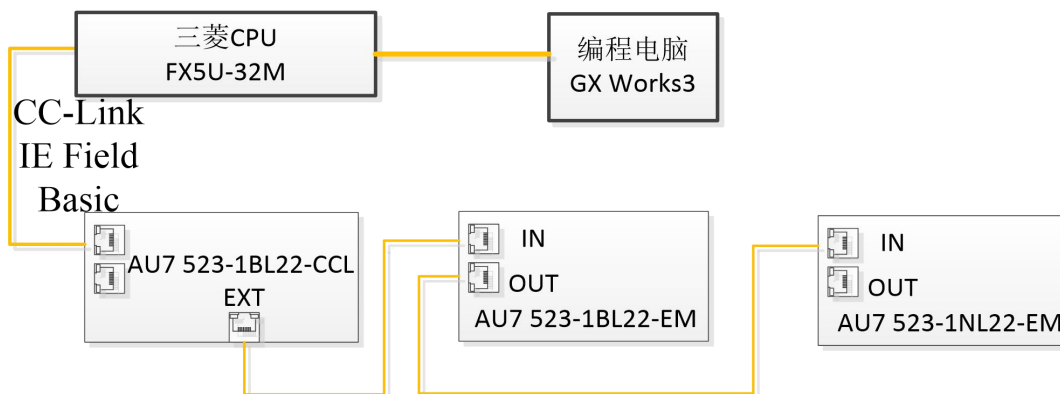 三菱CPU
FX5U-32M
编程电脑
GX Works3
CC-Link
IE Field
Basic
AU7 523-1BL22-CCL
EXT
IN
OUT
AU7 523-1BL22-EM
IN
OUT
AU7 523-1NL22-EM